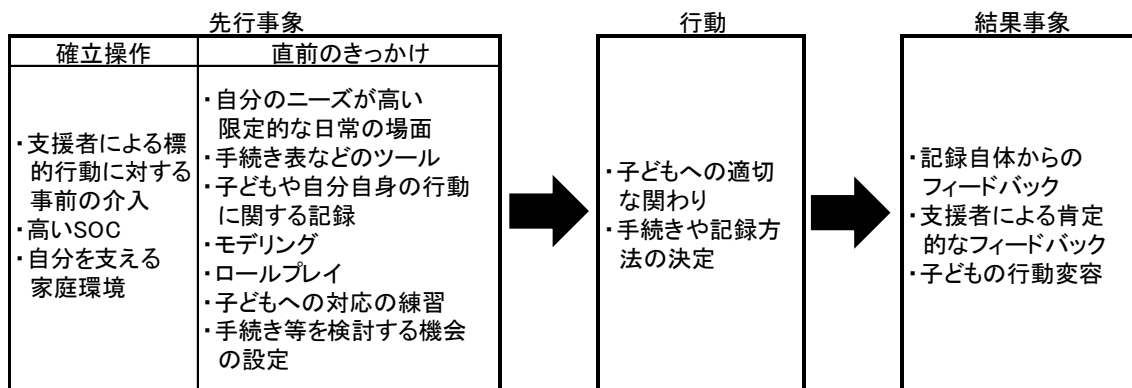 先行事象
確立操作
・支援者による標
的行動に対する
事前の介入
・高いSOC
・自分を支える
家庭環境
直前のきっかけ
・自分のニーズが高い
限定的な日常の場面
・手続き表などのツール
・子どもや自分自身の行動
に関する記録
・モデリング
・ロールプレイ
・子どもへの対応の練習
・手続き等を検討する機会
の設定
行動
・子どもへの適切
な関わり
・手続きや記録方
法の決定
結果事象
・記録自体からの
フィードバック
・支援者による肯定
的なフィードバック
・子どもの行動変容